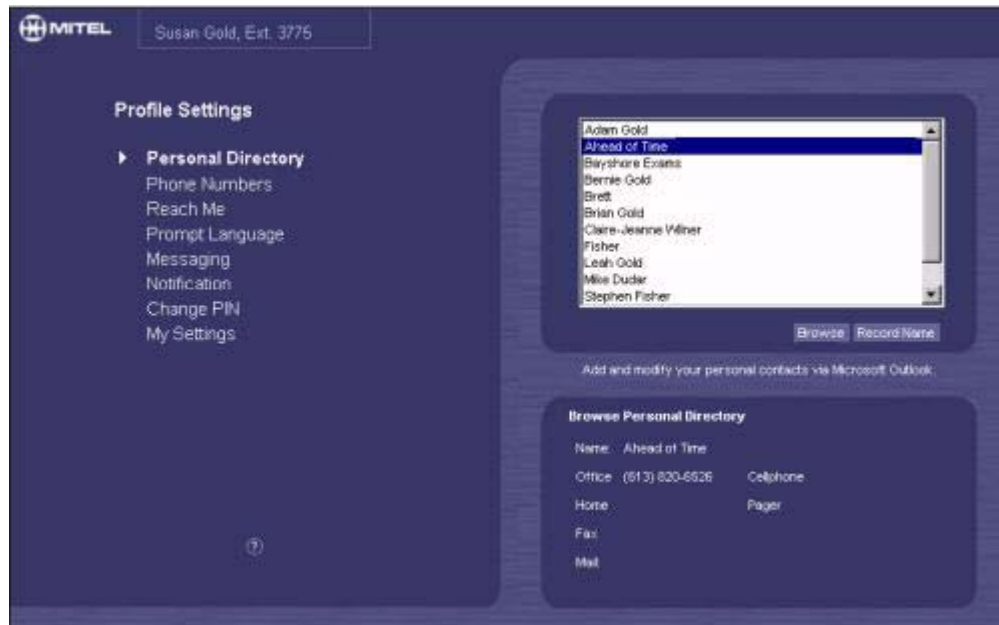 MITEL
Susan Gold, Ext. 3775
Profile Settings
Personal Directory
Phone Numbers
Reach Me
Prompt Language
Messaging
Notification
Change PIN
My Settings
?
Adam Gold
Ahead of Time
Bayshore Exams
Bernie Gold
Brett
Brian Gold
Claire-Jeanne Wilner
Fisher
Leah Gold
Mike Duder
Stephen Fisher
Browse Record Name
Add and modify your personal contacts via Microsoft Outlook.
Browse Personal Directory
Name Ahead of Time
Office (613) 820-6526 Cellphone
Home Pager
Fax
Mail